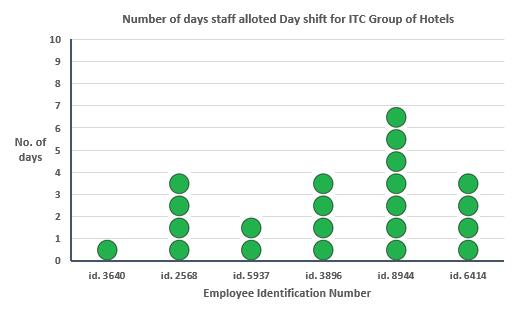 Number of days staff alloted Day shift for ITC Group of Hotels
10
9
8
7
6
5
4
3
2
1
0
No. of
days
id. 3640 id. 2568 id. 5937 id. 3896 id. 8944 id. 6414
Employee Identification Number